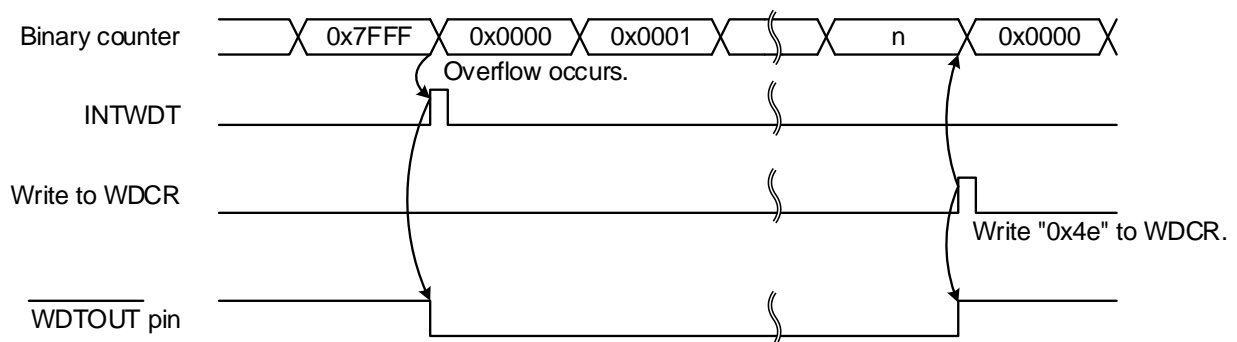 Binary counter 0x7FFF 0x0000 0x0001 n 0x0000
Overflow occurs.
INTWDT
Write to WDCR
Write "0x4e" to WDCR.
WDTOUT pin